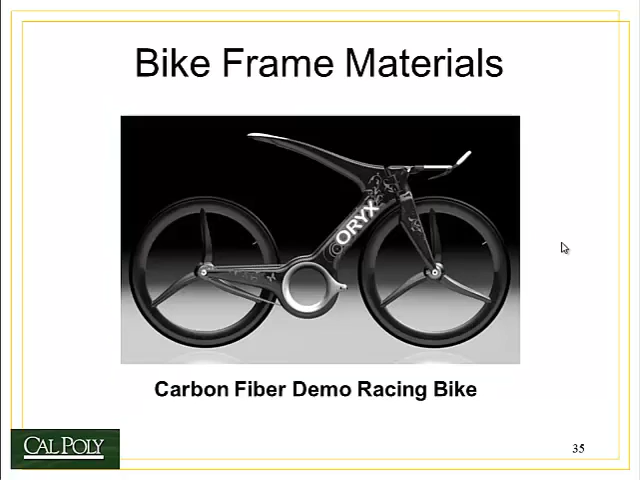 Bike Frame Materials
ORYX
Carbon Fiber Demo Racing Bike
CAL POLY
35